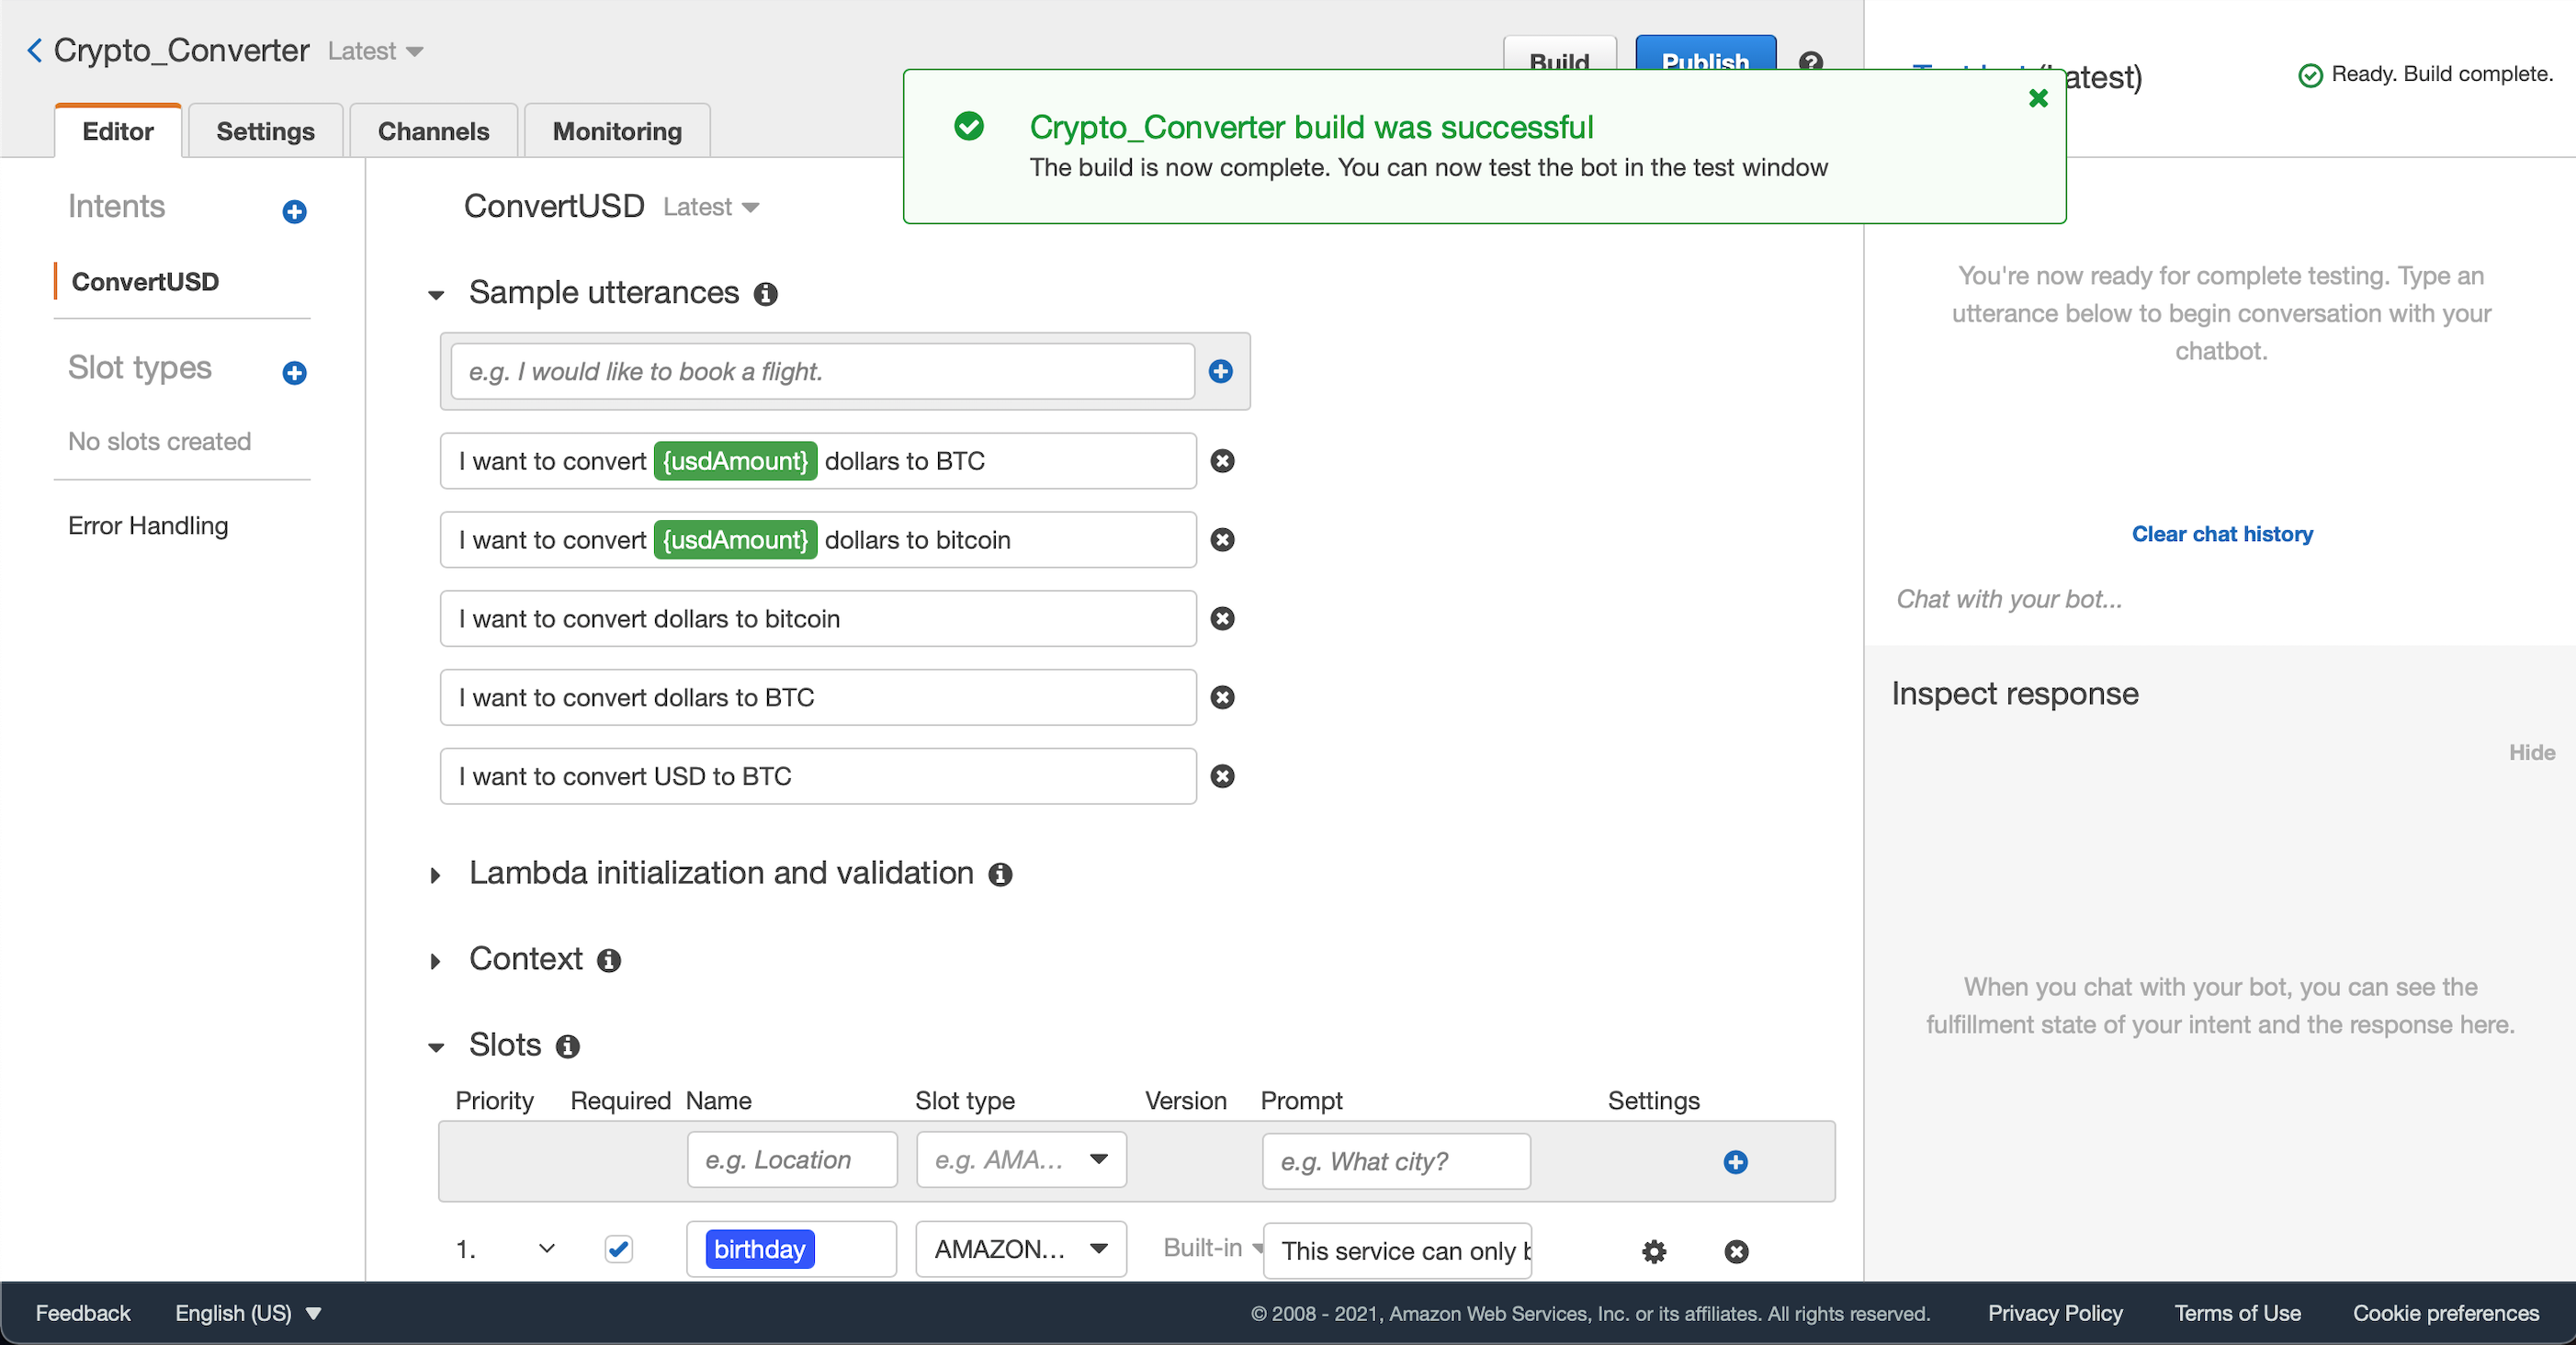 Crypto_Converter Latest
Build Publish
(Latest)
Ready. Build complete.
Crypto_Converter build was successful
The build is now complete. You can now test the bot in the test window
Editor Settings Channels Monitoring
Intents
ConvertUSD
Slot types
No slots created
Error Handling
ConvertUSD Latest
Sample utterances
e.g. I would like to book a flight.
I want to convert {usdAmount} dollars to BTC
I want to convert {usdAmount} dollars to bitcoin
I want to convert dollars to bitcoin
I want to convert dollars to BTC
I want to convert USD to BTC
Lambda initialization and validation
Context
Slots
Priority Required Name Slot type Version Prompt Settings
e.g. Location e.g. AMA... e.g. What city?
1. birthday AMAZON... Built-in This service can only b
You're now ready for complete testing. Type an
utterance below to begin conversation with your
chatbot.
Clear chat history
Chat with your bot...
Inspect response
Hide
When you chat with your bot, you can see the
fulfillment state of your intent and the response here.
Feedback English (US) © 2008 - 2021, Amazon Web Services, Inc. or its affiliates. All rights reserved. Privacy Policy Terms of Use Cookie preferences